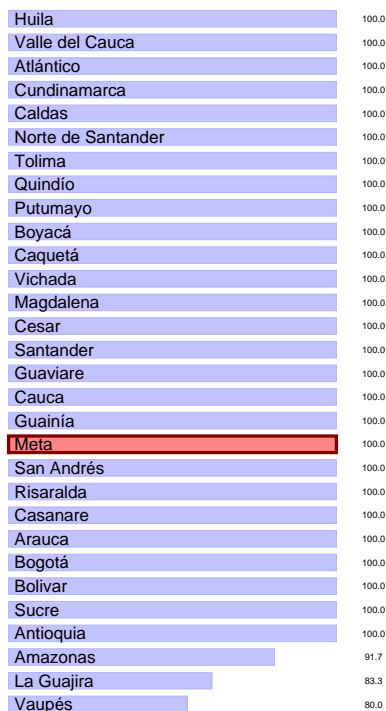 Huila 100.0
Valle del Cauca 100.0
Atlántico 100.0
Cundinamarca 100.0
Caldas 100.0
Norte de Santander 100.0
Tolima 100.0
Quindío 100.0
Putumayo 100.0
Boyacá 100.0
Caquetá 100.0
Vichada 100.0
Magdalena 100.0
Cesar 100.0
Santander 100.0
Guaviare 100.0
Cauca 100.0
Guainía 100.0
Meta 100.0
San Andrés 100.0
Risaralda 100.0
Casanare 100.0
Arauca 100.0
Bogotá 100.0
Bolivar 100.0
Sucre 100.0
Antioquia 100.0
Amazonas 91.7
La Guajira 83.3
Vaupés 80.0